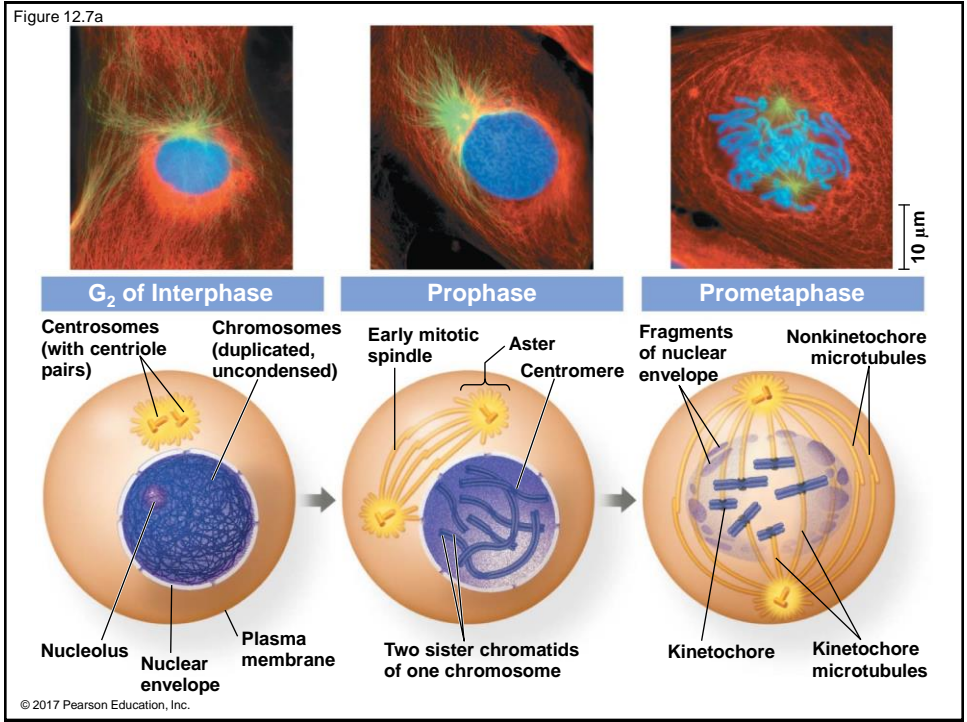 Figure 12.7a
10 μm
G₂ of Interphase
Prophase
Prometaphase
Centrosomes
(with centriole
pairs)
Chromosomes
(duplicated,
uncondensed)
Early mitotic
spindle
Aster
Centromere
Fragments
of nuclear
envelope
Nonkinetochore
microtubules
Nucleolus
Nuclear
envelope
Plasma
membrane
Two sister chromatids
of one chromosome
Kinetochore
Kinetochore
microtubules
© 2017 Pearson Education, Inc.